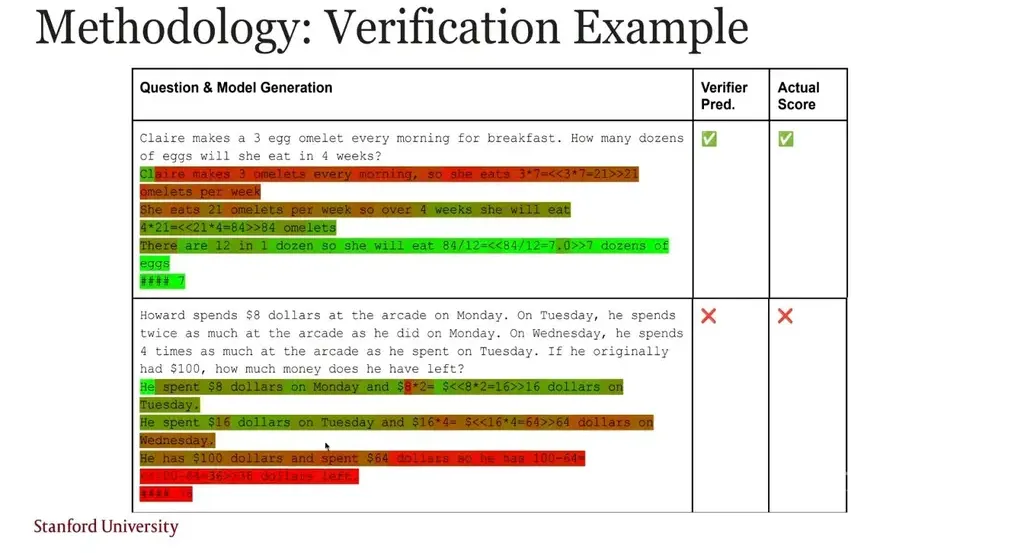 Methodology: Verification Example
Question & Model Generation
Verifier
Pred.
Actual
Score
Claire makes a 3 egg omelet every morning for breakfast. How many dozens
of eggs will she eat in 4 weeks?
Claire makes 3 omelets every morning, so she eats 3*7=<<3*7=21>>21
omelets per week
She eats 21 omelets per week so over 4 weeks she will eat
4*21=<<21*4=84>>84 omelets
There are 12 in 1 dozen so she will eat 84/12=<<84/12=7.0>>7 dozens of
eggs
#### 7
Howard spends $8 dollars at the arcade on Monday. On Tuesday, he spends
twice as much at the arcade as he did on Monday. On Wednesday, he spends
4 times as much at the arcade as he spent on Tuesday. If he originally
had $100, how much money does he have left?
He spent $8 dollars on Monday and $8*2= $<<8*2=16>>16 dollars on
Tuesday.
He spent $16 dollars on Tuesday and $16*4= $<<16*4=64>>64 dollars on
Wednesday.
He has $100 dollars and spent $64 dollars so he has 100-64=
<<100-64=36>>36 dollars left.
#### 36
Stanford University